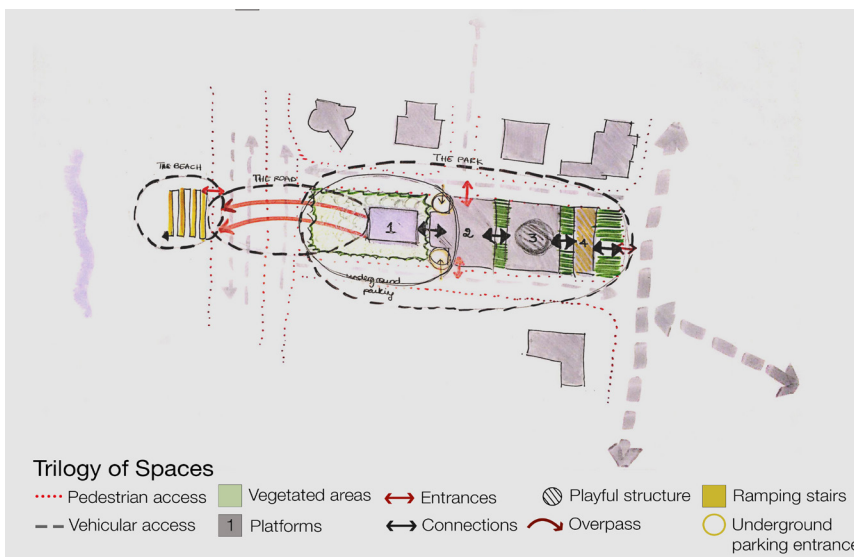 THE BEACH
THE ROAD
THE PARK
1
2
3
4
underground
parking
Trilogy of Spaces
Pedestrian access
Vegetated areas
Entrances
Playful structure
Ramping stairs
Vehicular access
1
Platforms
Connections
Overpass
Underground
parking entrance